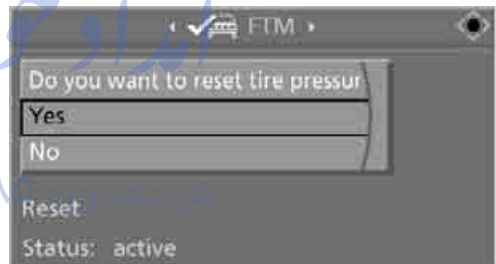 FTM
Do you want to reset tire pressur
Yes
No
Reset
Status: active